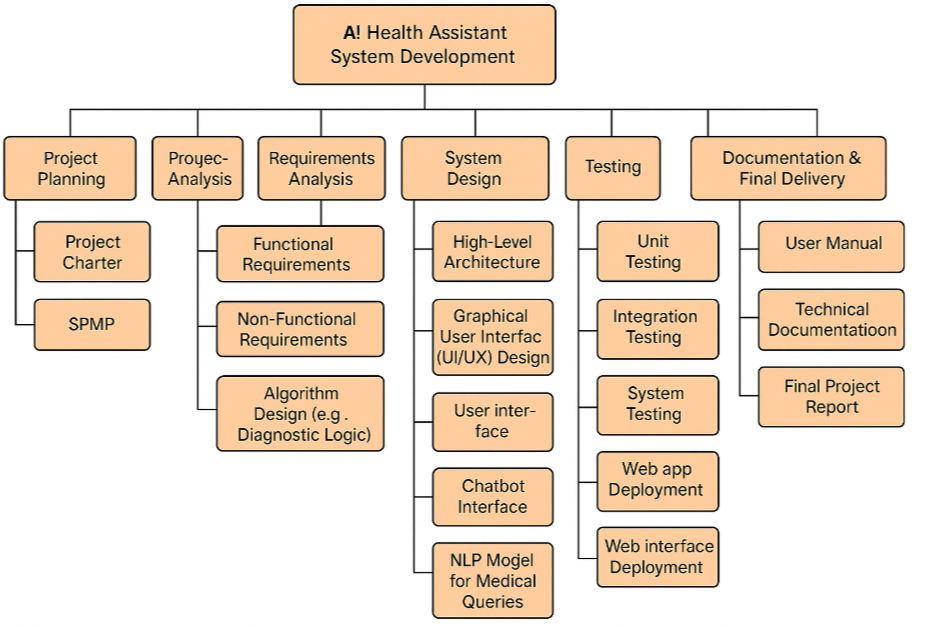 A! Health Assistant
System Development
Project
Planning
Proųec-
Analysis
Requirements
Analysis
System
Design
Testing
Documentation &
Final Delivery
Project
Charter
SPMP
Functional
Requirements
Non-Functional
Requirements
Algorithm
Design (e.g .
Diagnostic Logic)
High-Level
Architecture
Graphical
User Interfac
(UI/UX) Design
User inter-
face
Chatbot
Interface
NLP Mogel
for Medical
Queries
Unit
Testing
Integration
Testing
System
Testing
Web app
Deployment
Web interface
Deployment
User Manual
Technical
Documentatioon
Final Project
Report